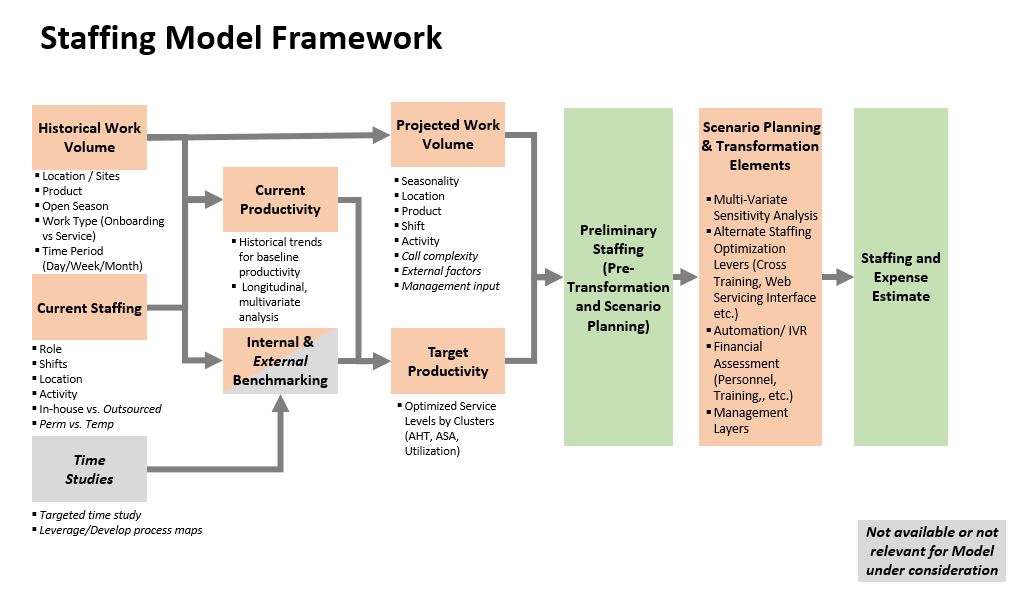 Staffing Model Framework
Historical Work
Volume
▪ Location / Sites
▪ Product
▪ Open Season
▪ Work Type (Onboarding
vs Service)
▪ Time Period
(Day/Week/Month)
Current Staffing
▪ Role
▪ Shifts
▪ Location
▪ Activity
▪ In-house vs. Outsourced
▪ Perm vs. Temp
Time
Studies
▪ Targeted time study
▪ Leverage/Develop process maps
Current
Productivity
▪ Historical trends
for baseline
productivity
▪ Longitudinal,
multivariate
analysis
Internal &
External
Benchmarking
Projected Work
Volume
▪ Seasonality
▪ Location
▪ Product
▪ Shift
▪ Activity
▪ Call complexity
▪ External factors
▪ Management input
Target
Productivity
▪ Optimized Service
Levels by Clusters
(AHT, ASA,
Utilization)
Preliminary
Staffing
(Pre-
Transformation
and Scenario
Planning)
Scenario Planning
& Transformation
Elements
▪ Multi-Variate
Sensitivity Analysis
▪ Alternate Staffing
Optimization
Levers (Cross
Training, Web
Servicing Interface
etc.)
▪ Automation/ IVR
▪ Financial
Assessment
(Personnel,
Training,, etc.)
▪ Management
Layers
Staffing and
Expense
Estimate
Not available or not
relevant for Model
under consideration